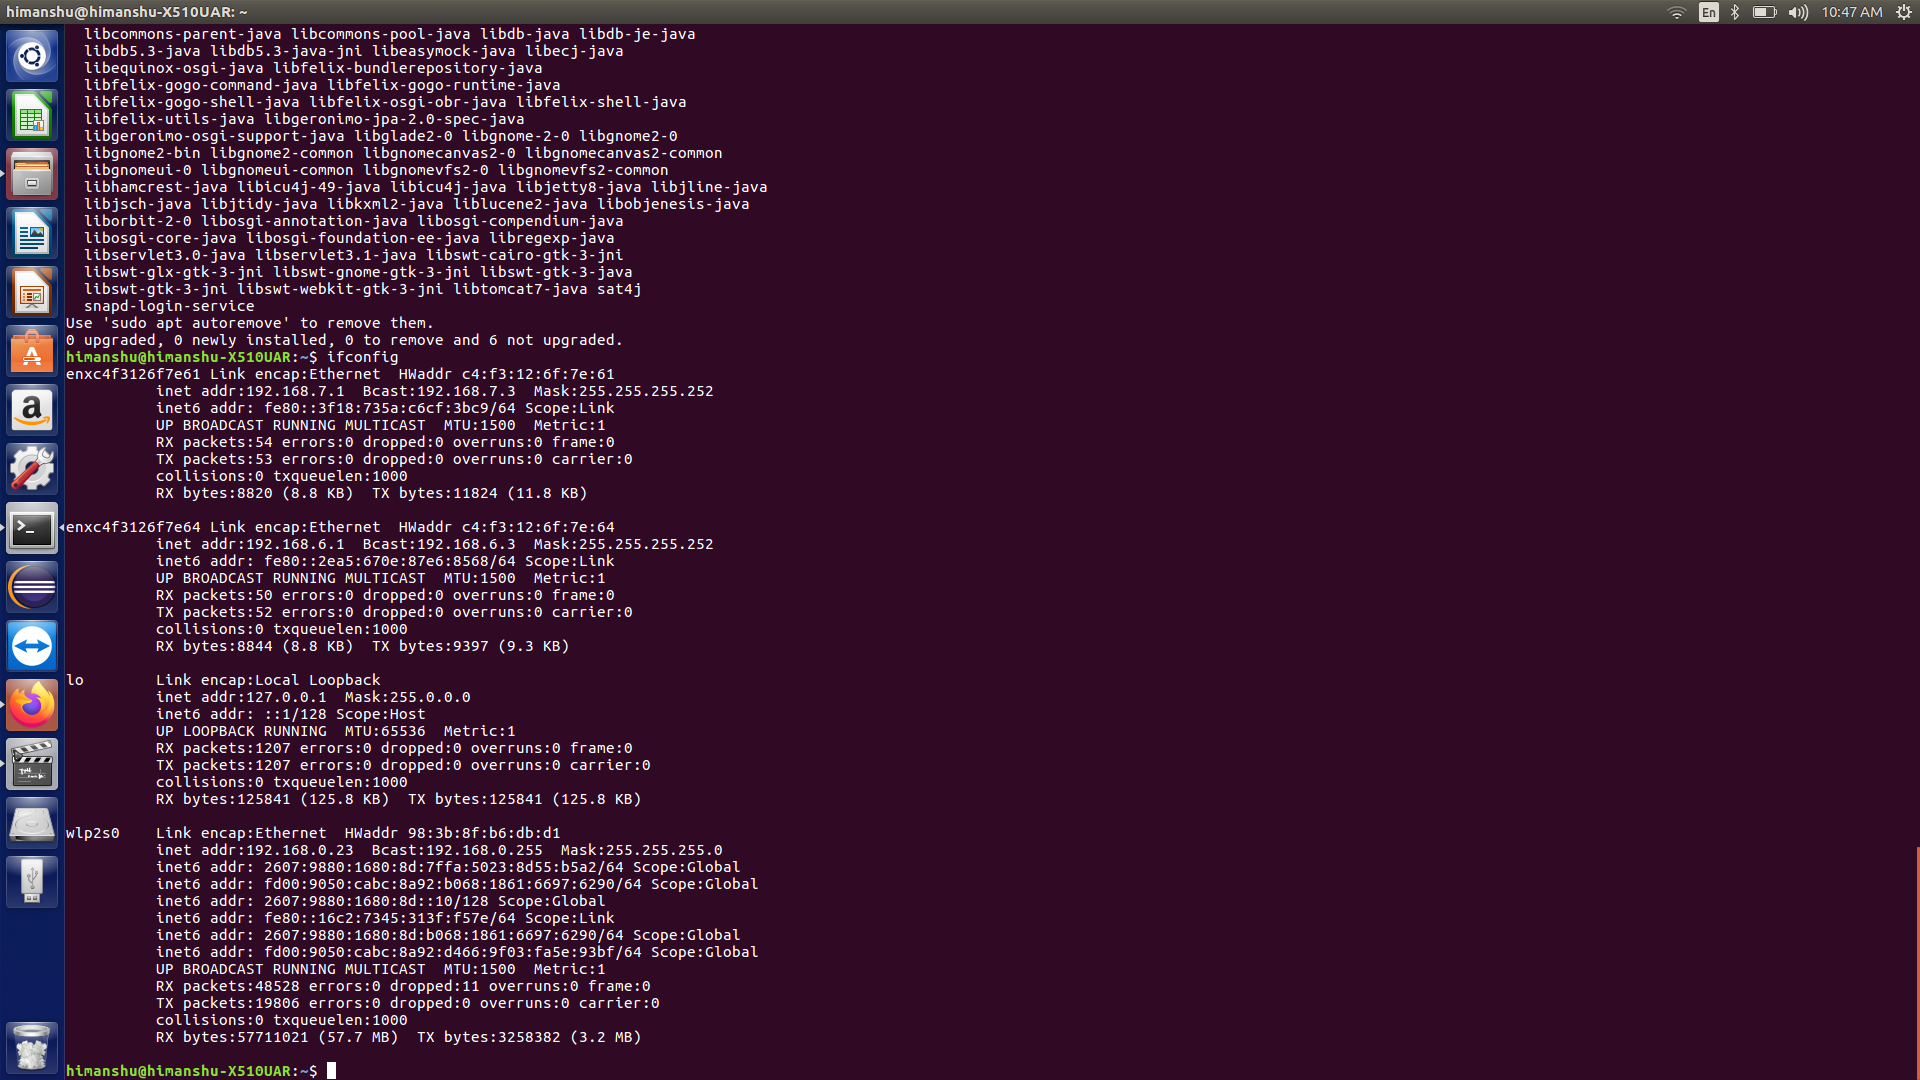 himanshu@himanshu-X510UAR: ~
En
10:47 AM
libcommons-parent-java libcommons-pool-java libdb-java libdb-je-java
libdb5.3-java libdb5.3-java-jni libeasymock-java libecj-java
libequinox-osgi-java libfelix-bundlerepository-java
libfelix-gogo-command-java libfelix-gogo-runtime-java
libfelix-gogo-shell-java libfelix-osgi-obr-java libfelix-shell-java
libfelix-utils-java libgeronimo-jpa-2.0-spec-java
libgeronimo-osgi-support-java libglade2-0 libgnome-2-0 libgnome2-0
libgnome2-bin libgnome2-common libgnomecanvas2-0 libgnomecanvas2-common
libgnomeui-0 libgnomeui-common libgnomevfs2-0 libgnomevfs2-common
libhamcrest-java libicu4j-49-java libicu4j-java libjetty8-java libjline-java
libjsch-java libjtidy-java libkxml2-java liblucene2-java libobjenesis-java
liborbit-2-0 libosgi-annotation-java libosgi-compendium-java
libosgi-core-java libosgi-foundation-ee-java libregexp-java
libservlet3.0-java libservlet3.1-java libswt-cairo-gtk-3-jni
libswt-glx-gtk-3-jni libswt-gnome-gtk-3-jni libswt-gtk-3-java
libswt-gtk-3-jni libswt-webkit-gtk-3-jni libtomcat7-java sat4j
snapd-login-service
Use 'sudo apt autoremove' to remove them.
0 upgraded, 0 newly installed, 0 to remove and 6 not upgraded.
himanshu@himanshu-X510UAR:~$ ifconfig
enxc4f3126f7e61 Link encap:Ethernet  HWaddr c4:f3:12:6f:7e:61
inet addr:192.168.7.1  Bcast:192.168.7.3  Mask:255.255.255.252
inet6 addr: fe80::3f18:735a:c6cf:3bc9/64 Scope:Link
UP BROADCAST RUNNING MULTICAST  MTU:1500  Metric:1
RX packets:54 errors:0 dropped:0 overruns:0 frame:0
TX packets:53 errors:0 dropped:0 overruns:0 carrier:0
collisions:0 txqueuelen:1000
RX bytes:8820 (8.8 KB)  TX bytes:11824 (11.8 KB)
enxc4f3126f7e64 Link encap:Ethernet  HWaddr c4:f3:12:6f:7e:64
inet addr:192.168.6.1  Bcast:192.168.6.3  Mask:255.255.255.252
inet6 addr: fe80::2ea5:670e:87e6:8568/64 Scope:Link
UP BROADCAST RUNNING MULTICAST  MTU:1500  Metric:1
RX packets:50 errors:0 dropped:0 overruns:0 frame:0
TX packets:52 errors:0 dropped:0 overruns:0 carrier:0
collisions:0 txqueuelen:1000
RX bytes:8844 (8.8 KB)  TX bytes:9397 (9.3 KB)
lo        Link encap:Local Loopback
inet addr:127.0.0.1  Mask:255.0.0.0
inet6 addr: ::1/128 Scope:Host
UP LOOPBACK RUNNING  MTU:65536  Metric:1
RX packets:1207 errors:0 dropped:0 overruns:0 frame:0
TX packets:1207 errors:0 dropped:0 overruns:0 carrier:0
collisions:0 txqueuelen:1000
RX bytes:125841 (125.8 KB)  TX bytes:125841 (125.8 KB)
wlp2s0    Link encap:Ethernet  HWaddr 98:3b:8f:b6:db:d1
inet addr:192.168.0.23  Bcast:192.168.0.255  Mask:255.255.255.0
inet6 addr: 2607:9880:1680:8d:7ffa:5023:8d55:b5a2/64 Scope:Global
inet6 addr: fd00:9050:cabc:8a92:b068:1861:6697:6290/64 Scope:Global
inet6 addr: 2607:9880:1680:8d::10/128 Scope:Global
inet6 addr: fe80::16c2:7345:313f:f57e/64 Scope:Link
inet6 addr: 2607:9880:1680:8d:b068:1861:6697:6290/64 Scope:Global
inet6 addr: fd00:9050:cabc:8a92:d466:9f03:fa5e:93bf/64 Scope:Global
UP BROADCAST RUNNING MULTICAST  MTU:1500  Metric:1
RX packets:48528 errors:0 dropped:11 overruns:0 frame:0
TX packets:19806 errors:0 dropped:0 overruns:0 carrier:0
collisions:0 txqueuelen:1000
RX bytes:57711021 (57.7 MB)  TX bytes:3258382 (3.2 MB)
himanshu@himanshu-X510UAR:~$